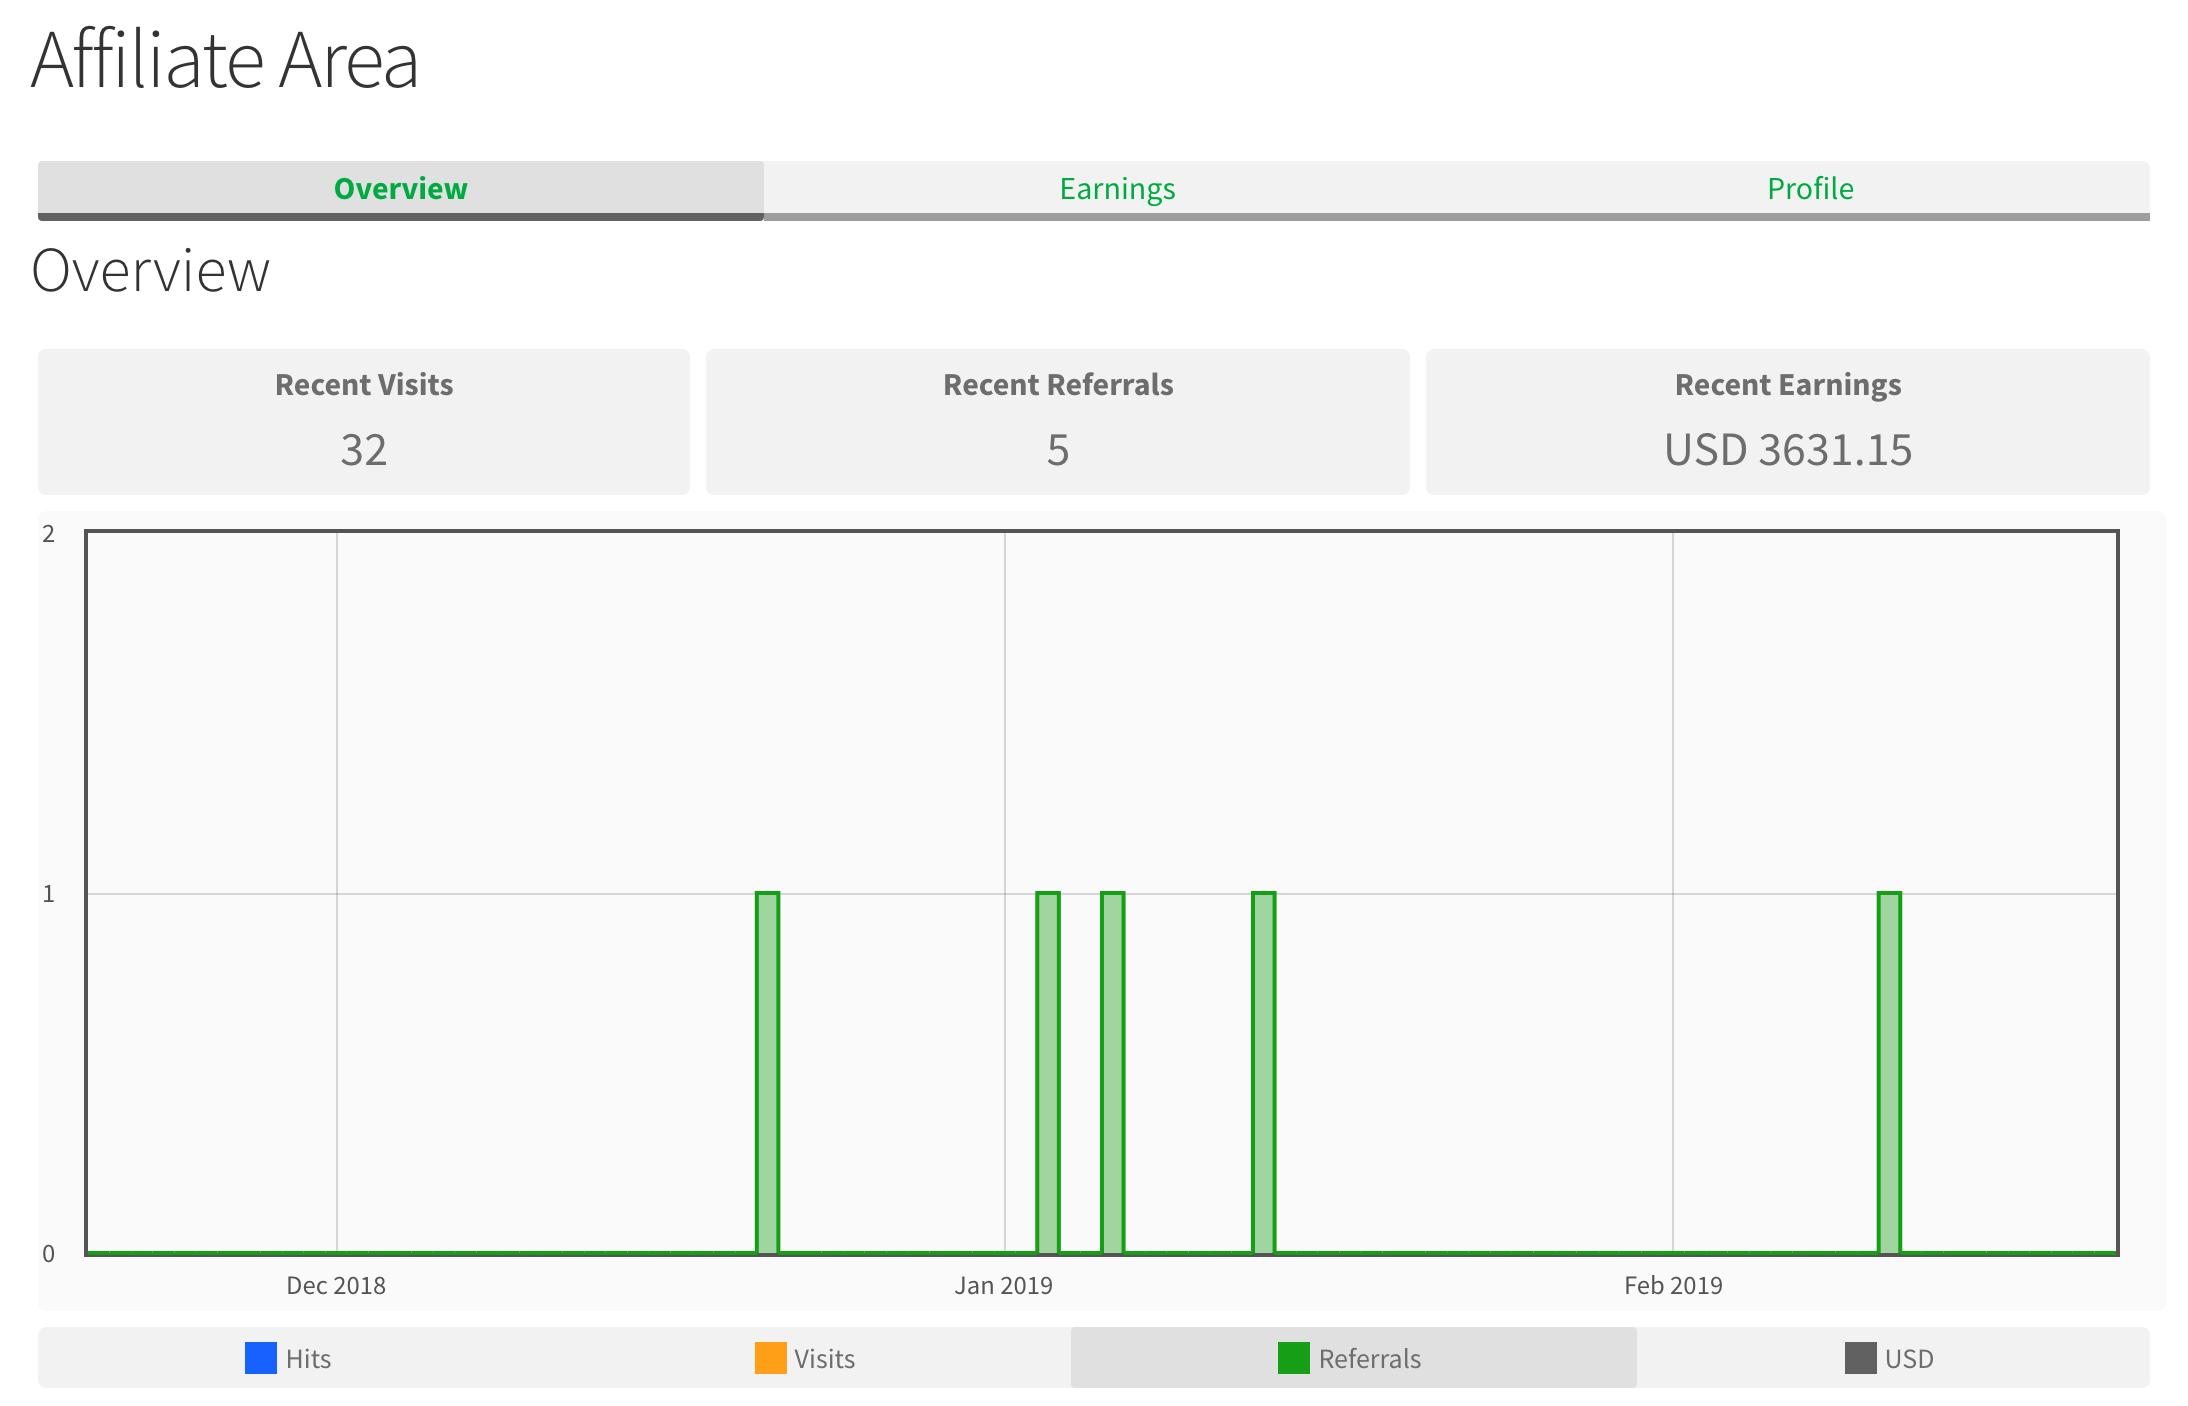 Affiliate Area
Overview Earnings Profile
Overview
Recent Visits Recent Referrals Recent Earnings
32 5 USD 3631.15
2
1
0
Dec 2018 Jan 2019 Feb 2019
Hits Visits Referrals USD